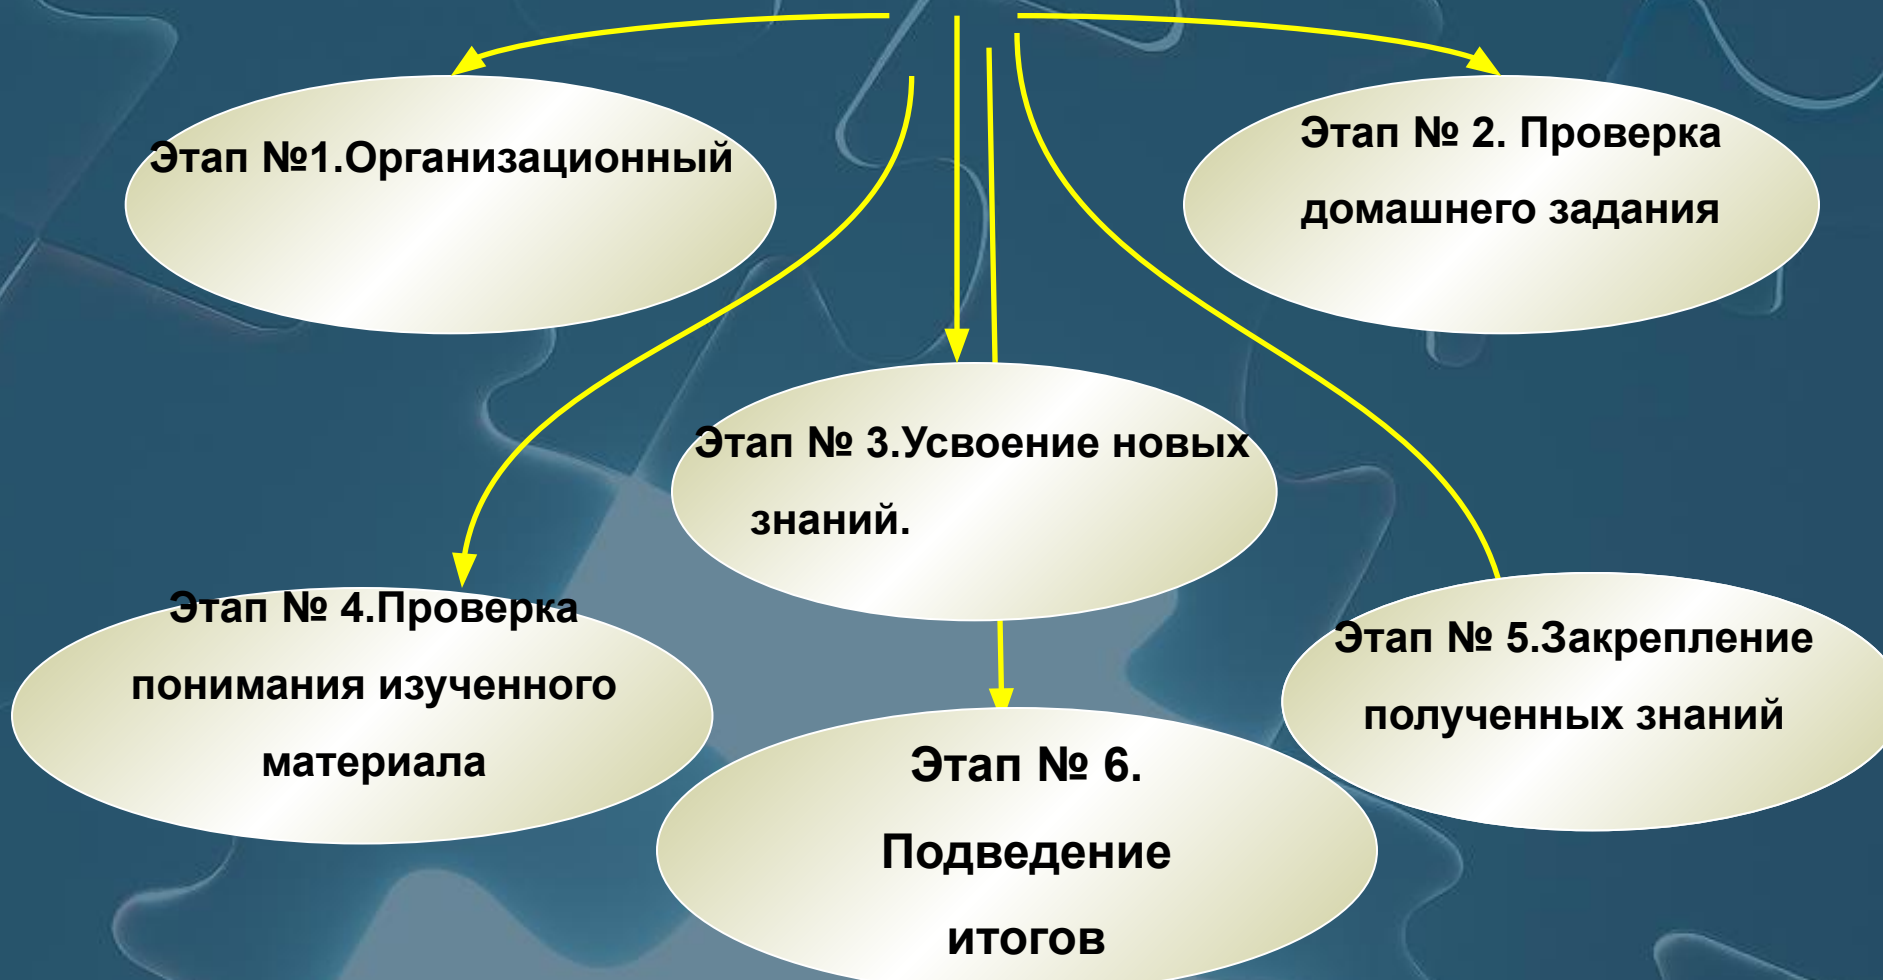 Этап №1.Организационный
Этап № 2. Проверка
домашнего задания
Этап № 3.Усвоение новых
знаний.
Этап № 4.Проверка
понимания изученного
материала
Этап № 5.Закрепление
полученных знаний
Этап № 6.
Подведение
итогов